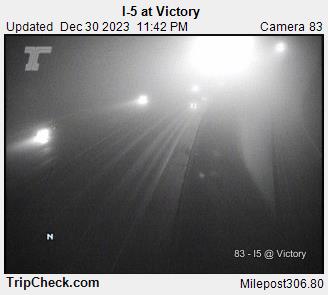 I-5 at Victory
Updated Dec 30 2023 11:42 PM Camera 83
T
N
83 - I5 @ Victory
TripCheck.com Milepost306.80